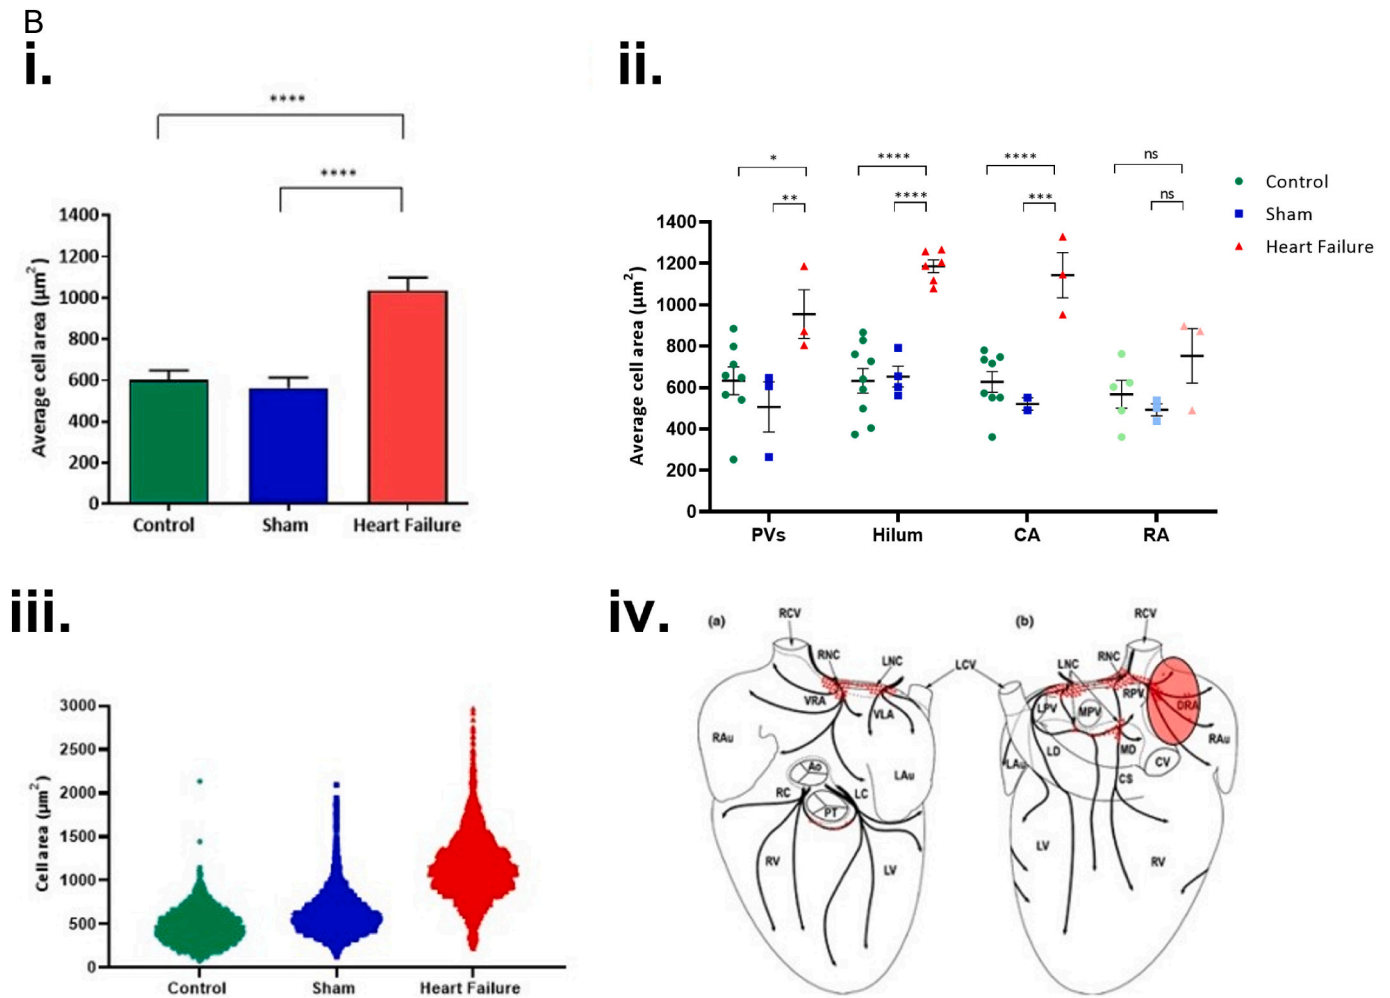 B
i.
****
****
1400
1200
1000
800
600
400
200
0
Average cell area (µm²)
Control Sham Heart Failure
ii.
* **** **** ns
** **** *** ns
Control
Sham
Heart Failure
1400
1200
1000
800
600
400
200
0
Average cell area (µm²)
PVs Hilum CA RA
iii.
3000
2500
2000
1500
1000
500
0
Cell area (µm²)
Control Sham Heart Failure
iv.
(a)
RCV
RNC
LNC
LCV
VRA
VLA
RAu
Ao
LAu
RC
LC
PT
RV
LV
(b)
RCV
LNC
RNC
RPV
DRA
LPV
MPV
RAu
LD
MD
CV
LAu
CS
LV
RV